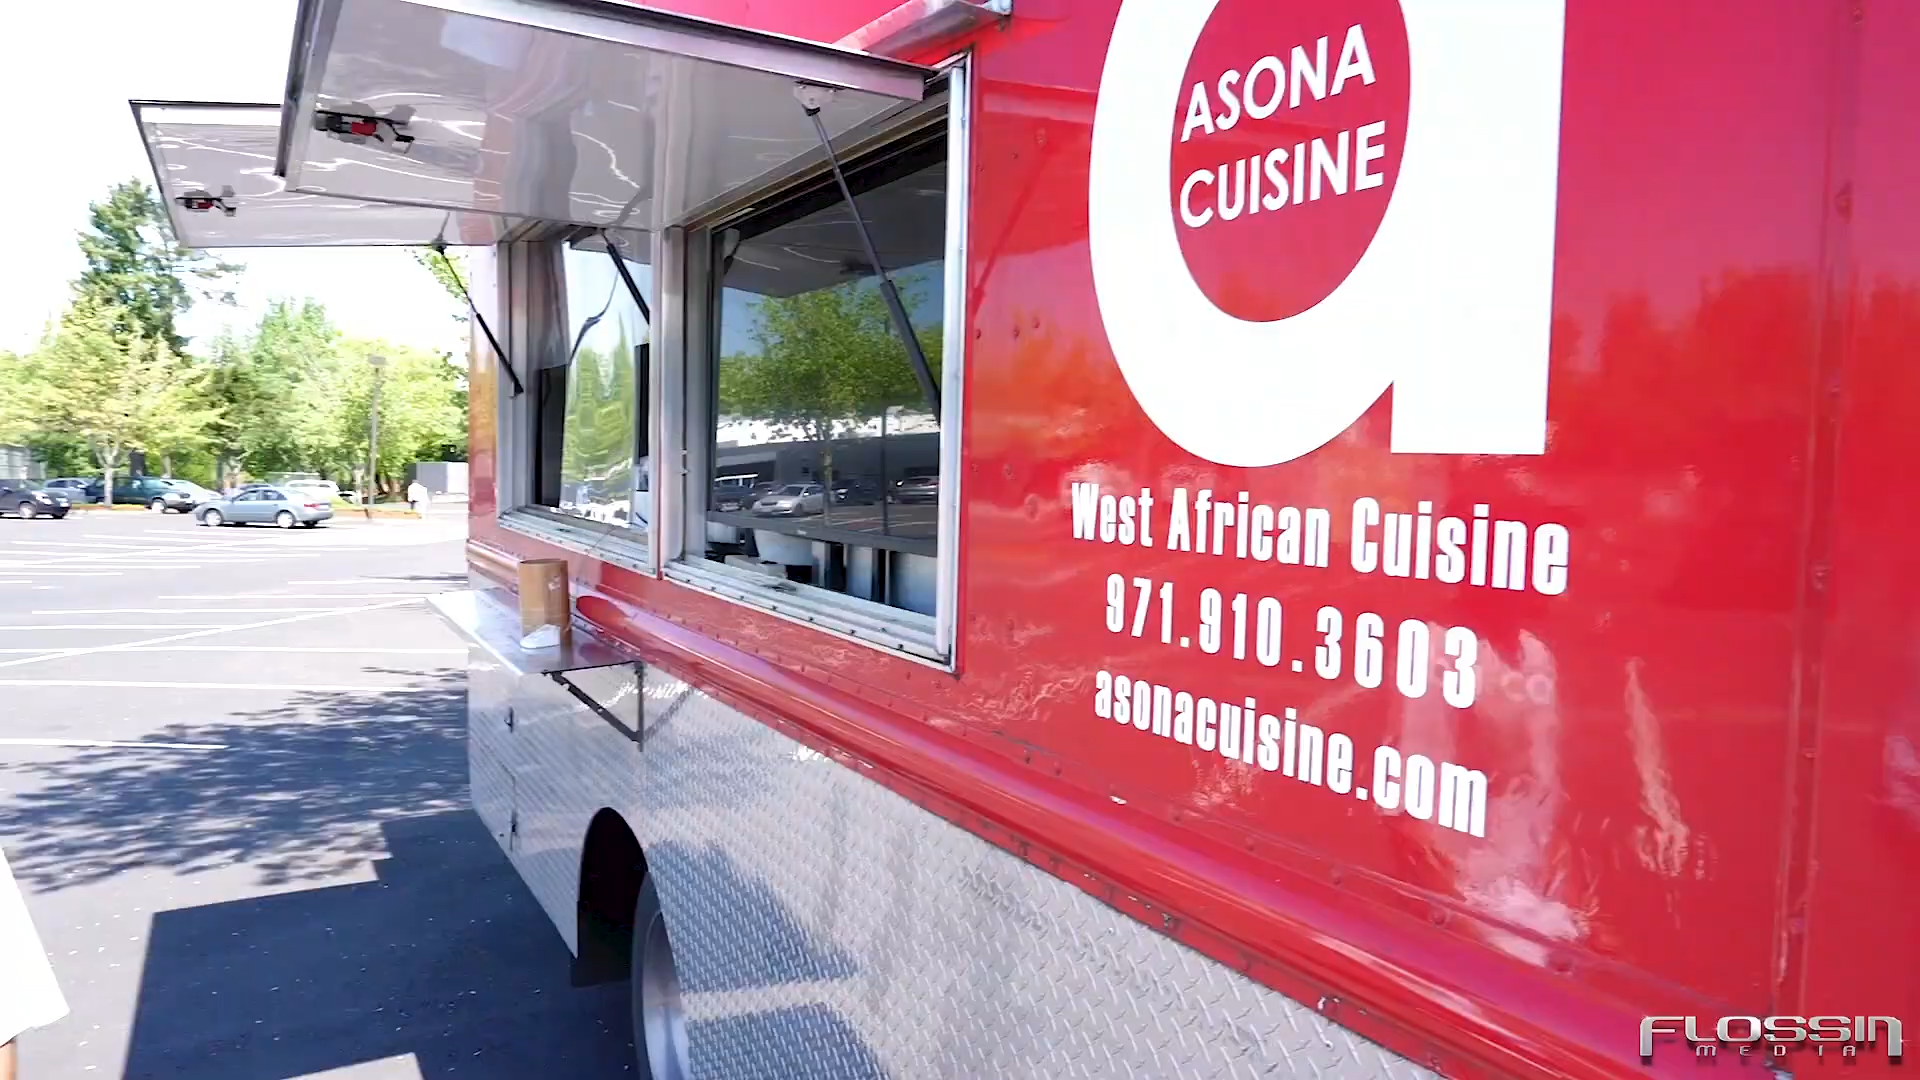 ASONA
CUISINE
West African Cuisine
971.910.3603
asonacuisine.com
FLOSSIN
MEDIA